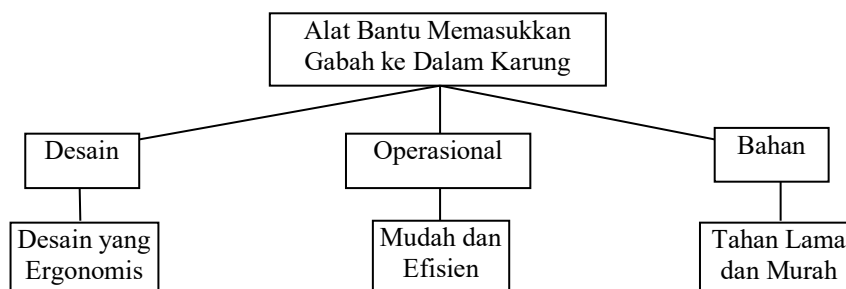 Alat Bantu Memasukkan
Gabah ke Dalam Karung
Desain
Operasional
Bahan
Desain yang
Ergonomis
Mudah dan
Efisien
Tahan Lama
dan Murah